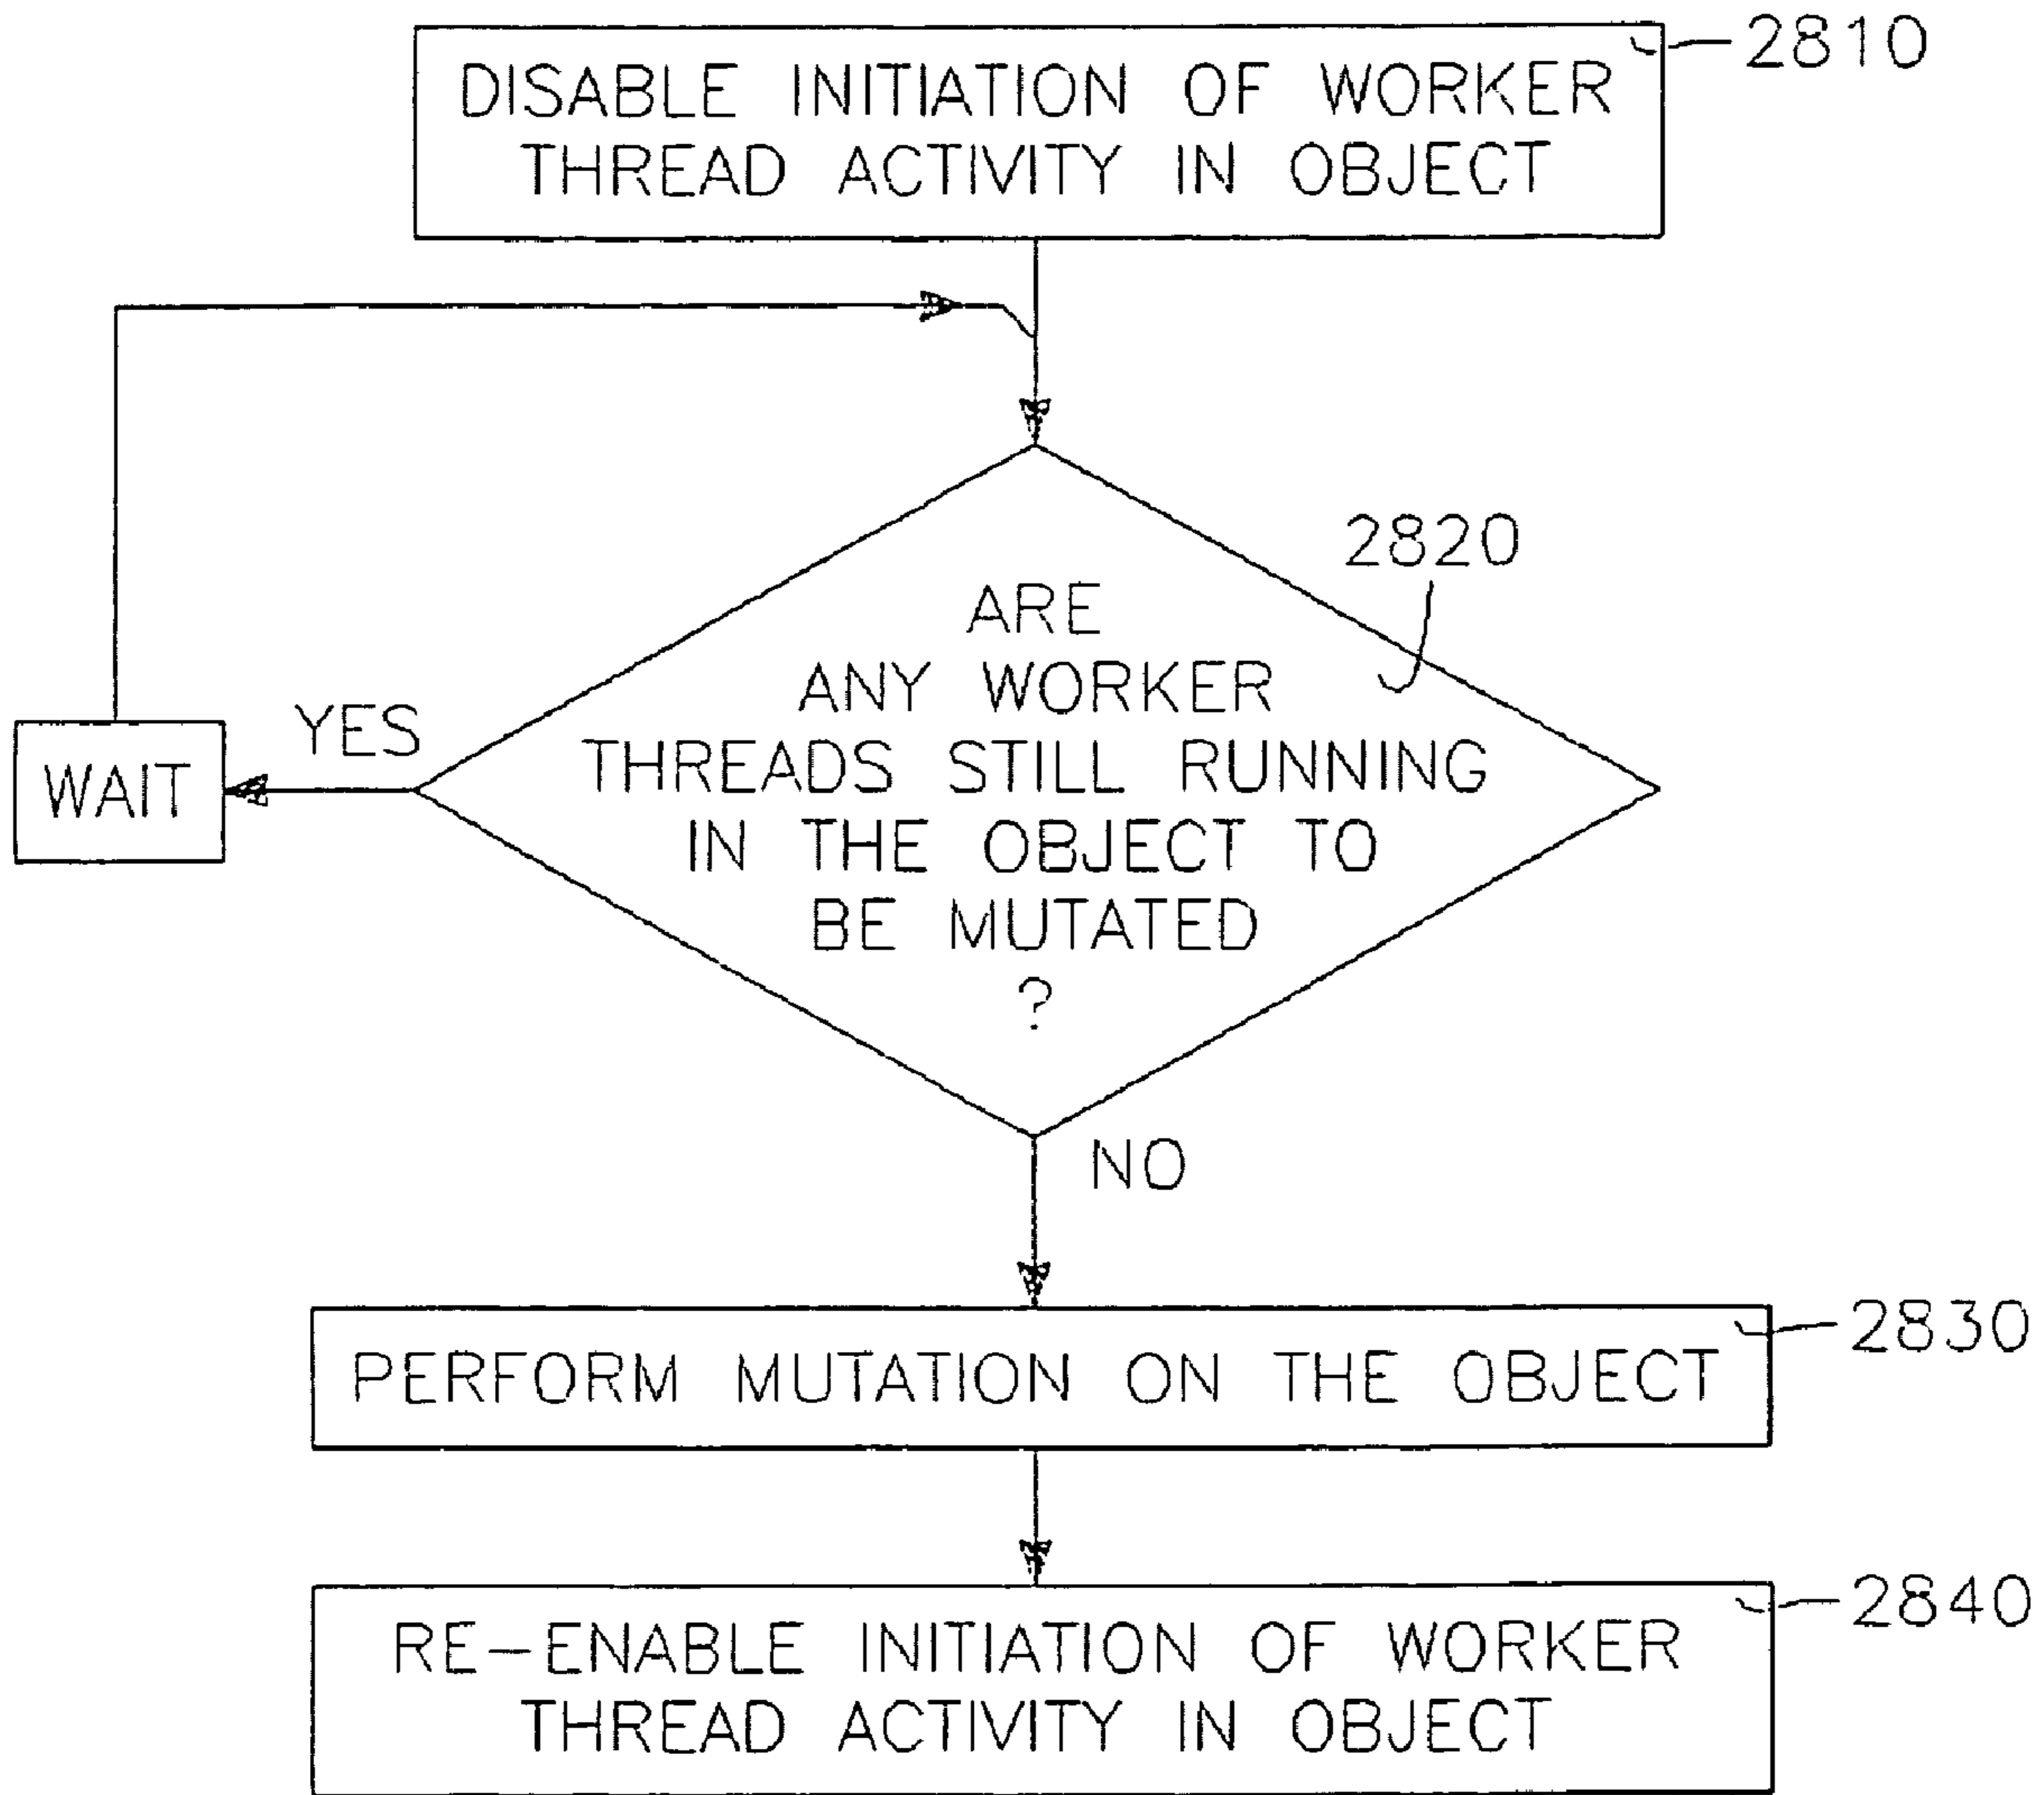 2810
DISABLE INITIATION OF WORKER
THREAD ACTIVITY IN OBJECT
2820
ARE
ANY WORKER
THREADS STILL RUNNING
IN THE OBJECT TO
BE MUTATED
?
YES
WAIT
NO
2830
PERFORM MUTATION ON THE OBJECT
2840
RE-ENABLE INITIATION OF WORKER
THREAD ACTIVITY IN OBJECT